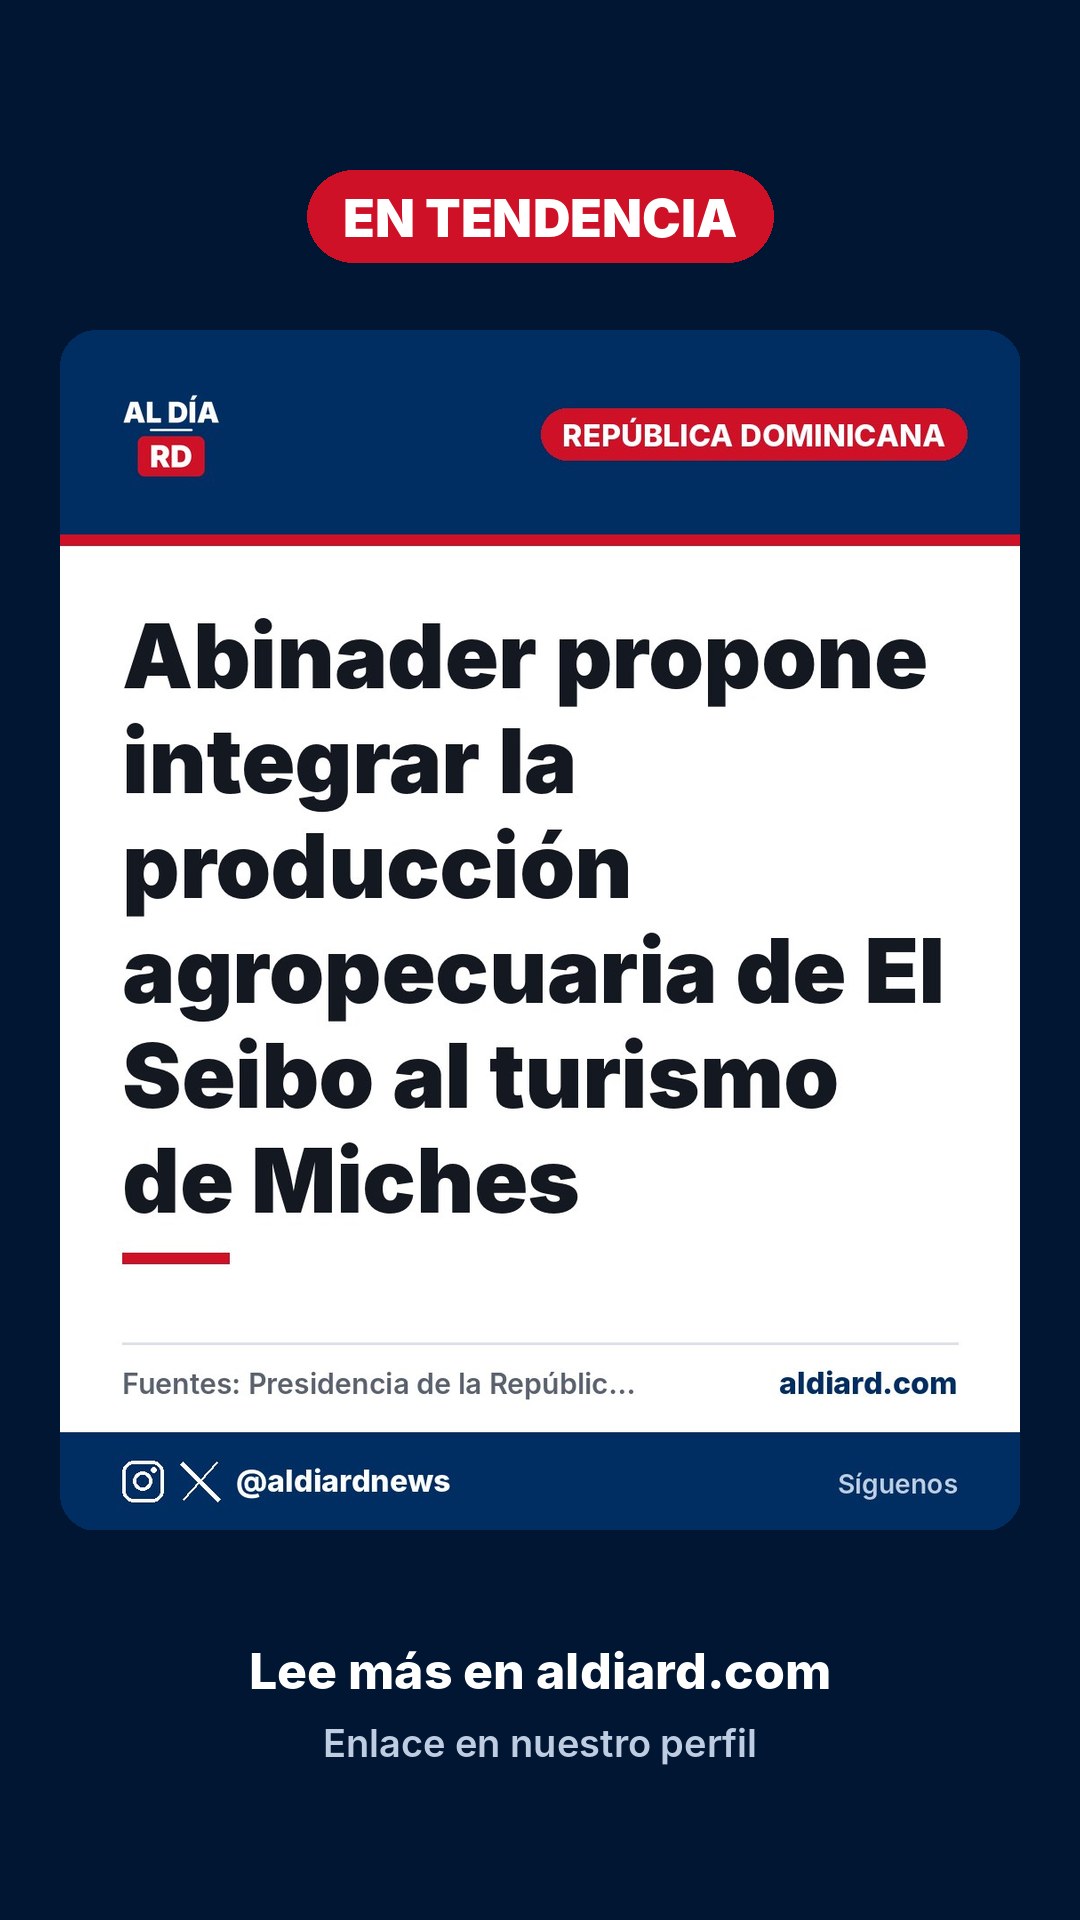 EN TENDENCIA
AL DÍA
RD
REPÚBLICA DOMINICANA
Abinader propone
integrar la
producción
agropecuaria de El
Seibo al turismo
de Miches
Fuentes: Presidencia de la Repúblic...
aldiard.com
@aldiardnews
Síguenos
Lee más en aldiard.com
Enlace en nuestro perfil